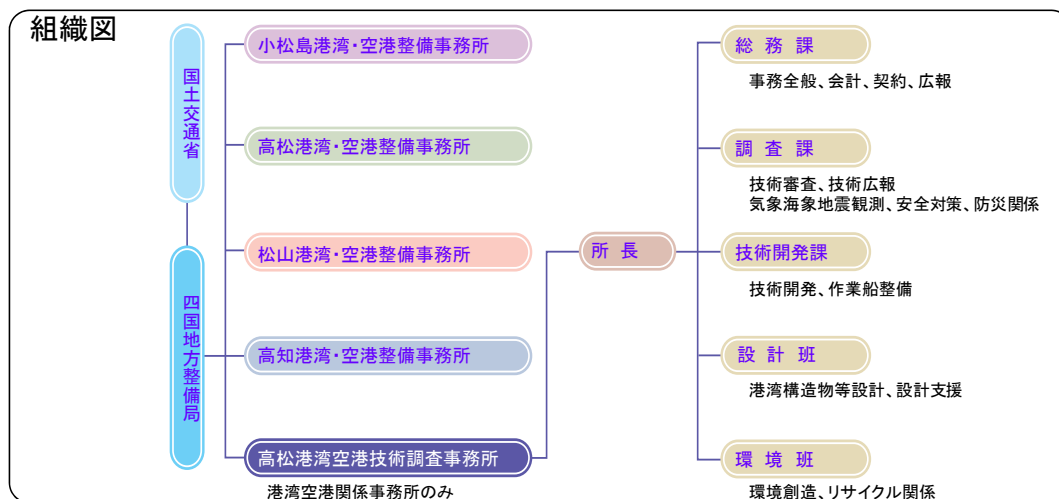 組織図
国土交通省
四国地方整備局
小松島港湾・空港整備事務所
高松港湾・空港整備事務所
松山港湾・空港整備事務所
高知港湾・空港整備事務所
高松港湾空港技術調査事務所
港湾空港関係事務所のみ
所 長
総 務 課
事務全般、会計、契約、広報
調 査 課
技術審査、技術広報
気象海象地震観測、安全対策、防災関係
技術開発課
技術開発、作業船整備
設 計 班
港湾構造物等設計、設計支援
環 境 班
環境創造、リサイクル関係